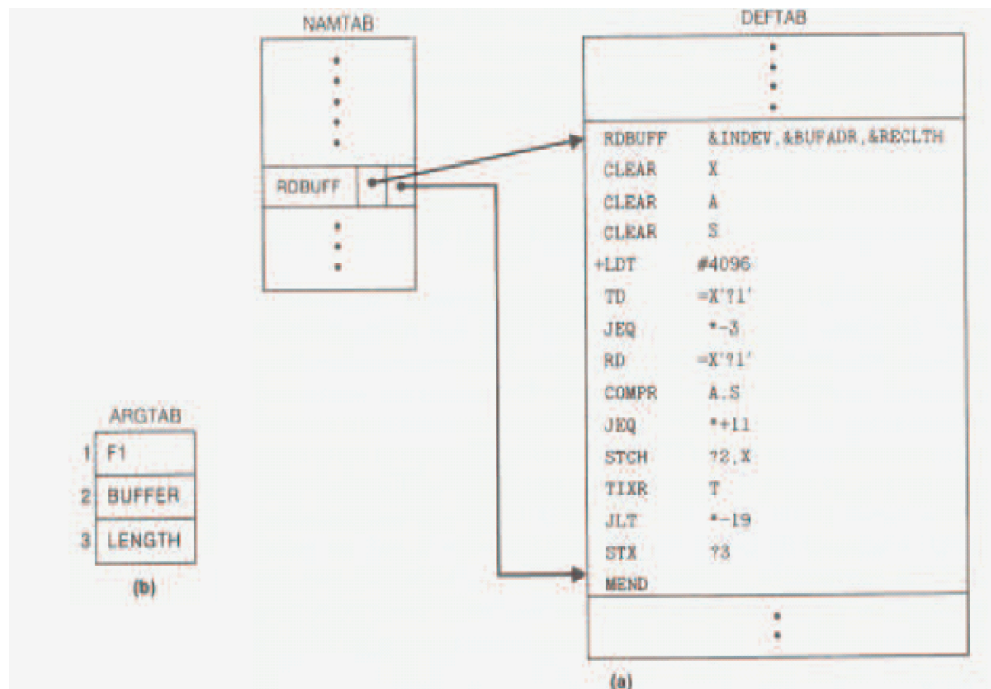 NAMTAB
RDBUFF
DEFTAB
RDBUFF &INDEV,&BUFADR,&RECLTH
CLEAR X
CLEAR A
CLEAR S
+LDT #4096
TD =X'?1'
JEQ *-3
RD =X'?1'
COMPR A,S
JEQ *+11
STCH ?2,X
TIXR T
JLT *-19
STX ?3
MEND
(a)
ARGTAB
1 F1
2 BUFFER
3 LENGTH
(b)